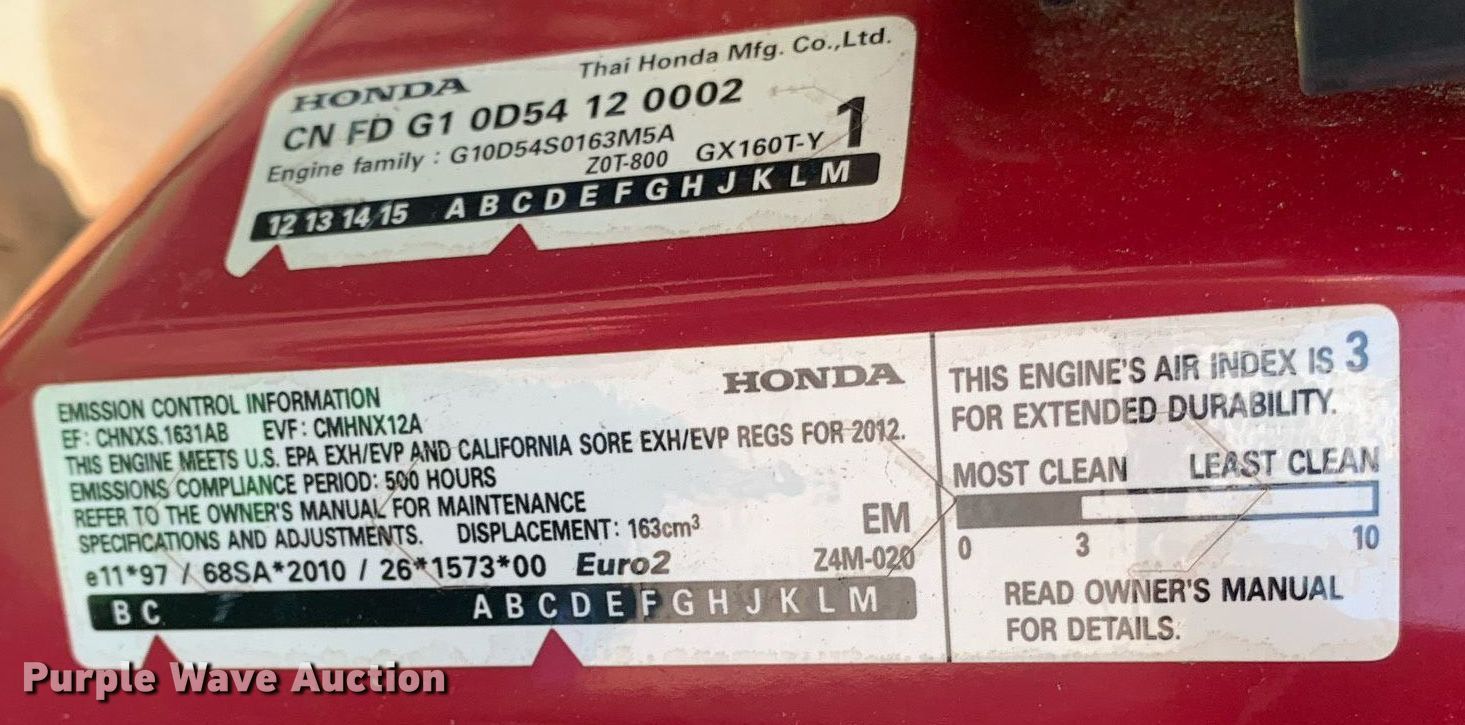 HONDA Thai Honda Mfg. Co.,Ltd.
CN FD G1 0D54 12 0002
Engine family : G10D54S0163M5A
Z0T-800 GX160T-Y 1
12 13 14 15 A B C D E F G H J K L M
EMISSION CONTROL INFORMATION HONDA
EF: CHNXS.1631AB EVF: CMHNX12A
THIS ENGINE MEETS U.S. EPA EXH/EVP AND CALIFORNIA SORE EXH/EVP REGS FOR 2012.
EMISSIONS COMPLIANCE PERIOD: 500 HOURS
REFER TO THE OWNER'S MANUAL FOR MAINTENANCE
SPECIFICATIONS AND ADJUSTMENTS. DISPLACEMENT: 163cm³ EM
e11*97 / 68SA*2010 / 26*1573*00 Euro2 Z4M-020
B C A B C D E F G H J K L M
THIS ENGINE'S AIR INDEX IS 3
FOR EXTENDED DURABILITY.
MOST CLEAN LEAST CLEAN
0 3 10
READ OWNER'S MANUAL
FOR DETAILS.
Purple Wave Auction